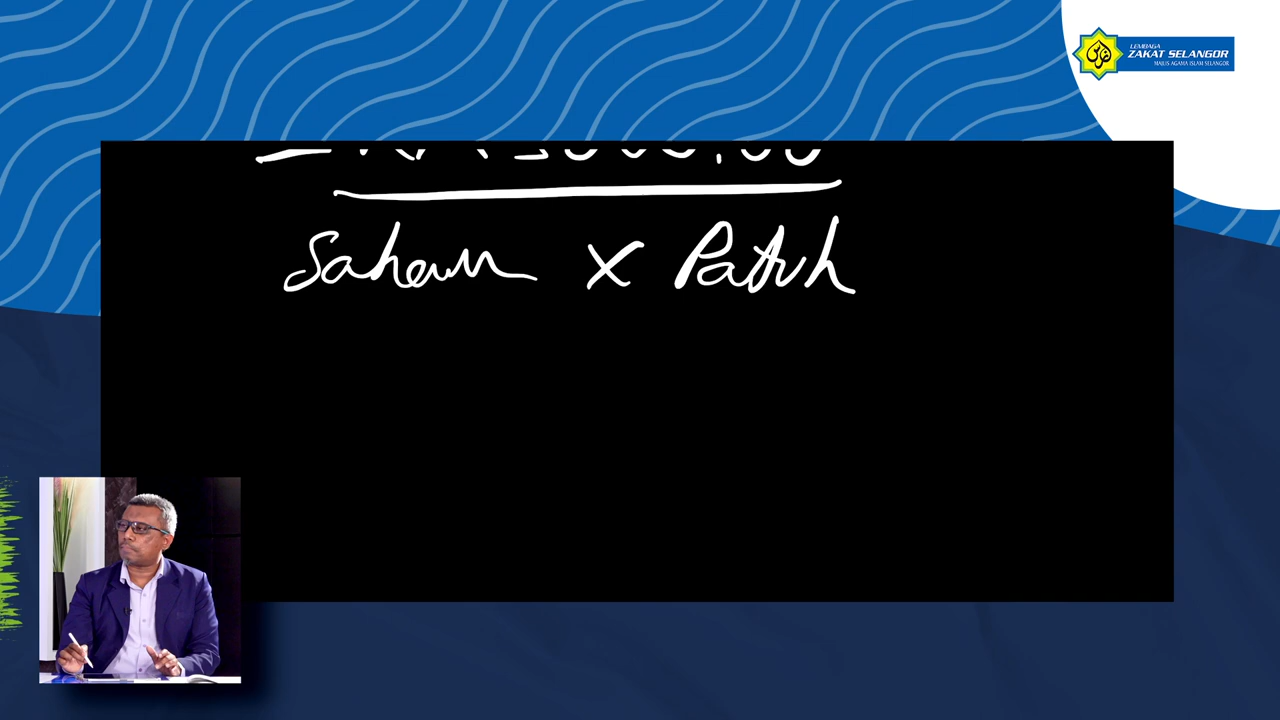 LEMBAGA
ZAKAT SELANGOR
MAJLIS AGAMA ISLAM SELANGOR
Saham X Patuh